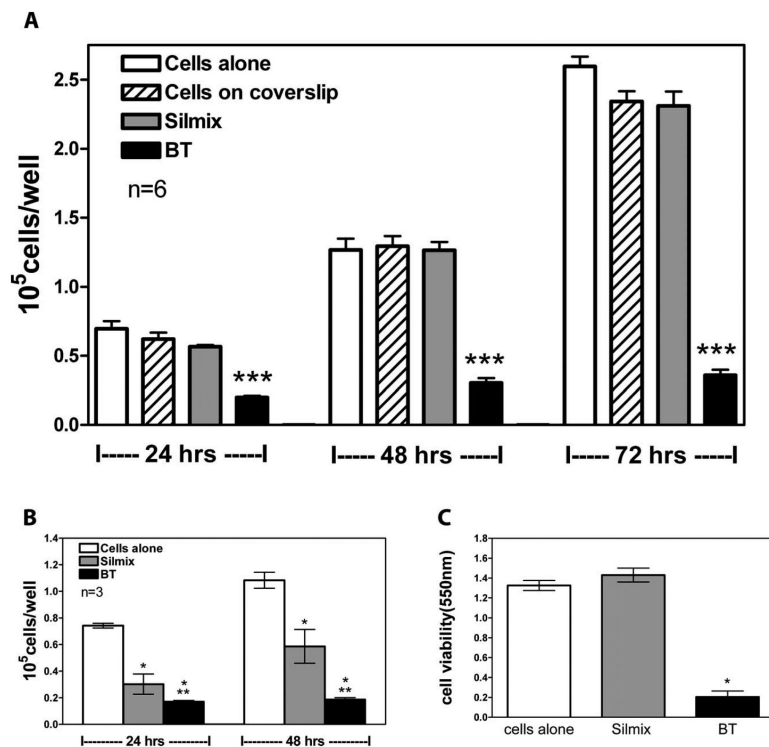 A
10⁵cells/well
2.5
2.0
1.5
1.0
0.5
0.0
Cells alone
Cells on coverslip
Silmix
BT
n=6
***
***
***
I----- 24 hrs -----I
I----- 48 hrs -----I
I----- 72 hrs -----I
B
10⁵cells/well
1.4
1.2
1.0
0.8
0.6
0.4
0.2
0.0
Cells alone
Silmix
BT
n=3
*
*
**
*
*
**
I--------- 24 hrs ---------I
I--------- 48 hrs ---------I
C
cell viability(550nm)
1.8
1.6
1.4
1.2
1.0
0.8
0.6
0.4
0.2
0.0
*
cells alone
Silmix
BT